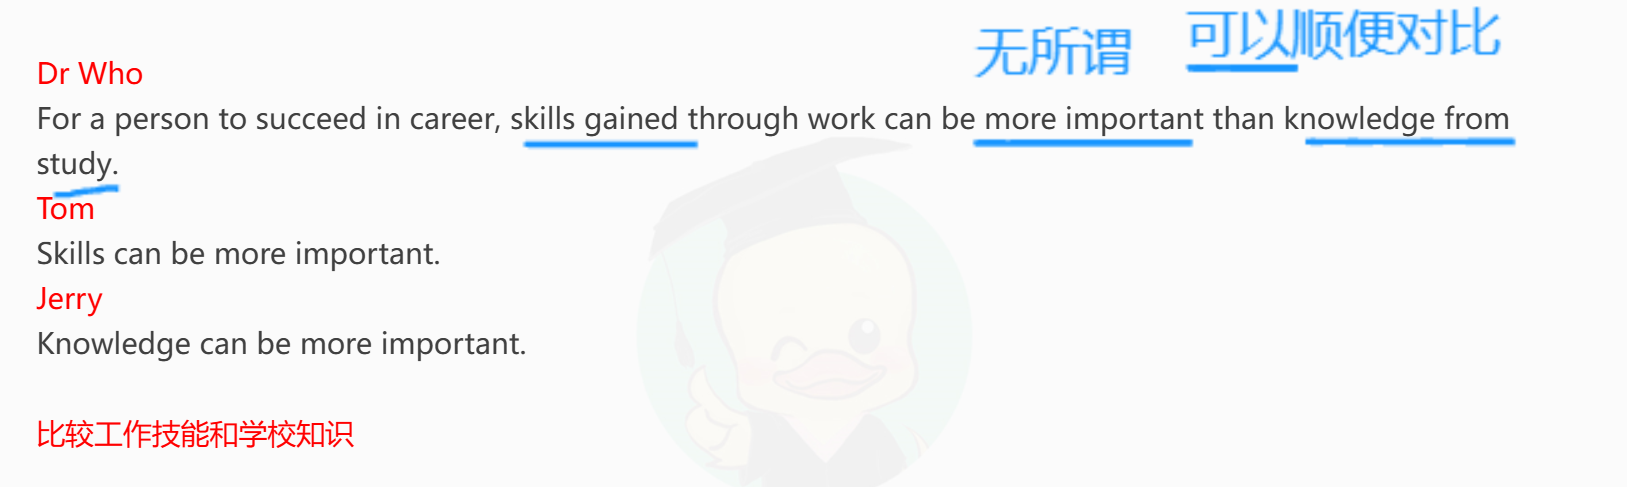 无所谓 可以顺便对比
Dr Who
For a person to succeed in career, skills gained through work can be more important than knowledge from
study.
Tom
Skills can be more important.
Jerry
Knowledge can be more important.
比较工作技能和学校知识